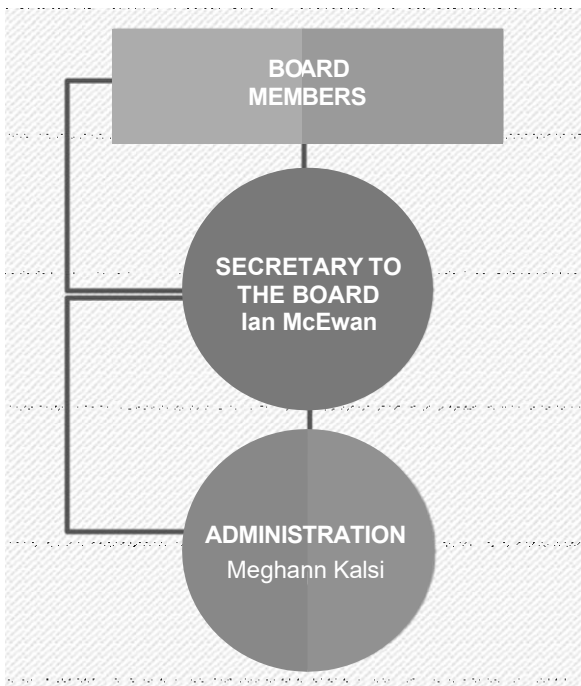 BOARD
MEMBERS
SECRETARY TO
THE BOARD
Ian McEwan
ADMINISTRATION
Meghann Kalsi